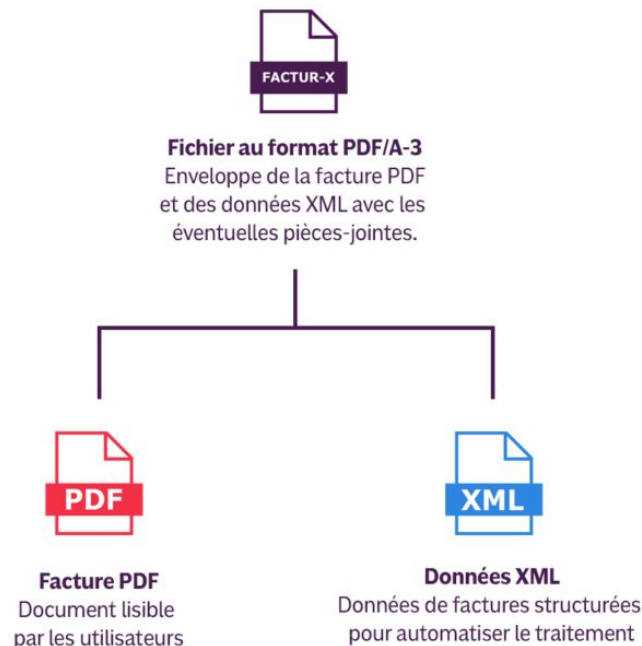 FACTUR-X
Fichier au format PDF/A-3
Enveloppe de la facture PDF
et des données XML avec les
éventuelles pièces-jointes.
PDF
XML
Facture PDF
Document lisible
par les utilisateurs
Données XML
Données de factures structurées
pour automatiser le traitement